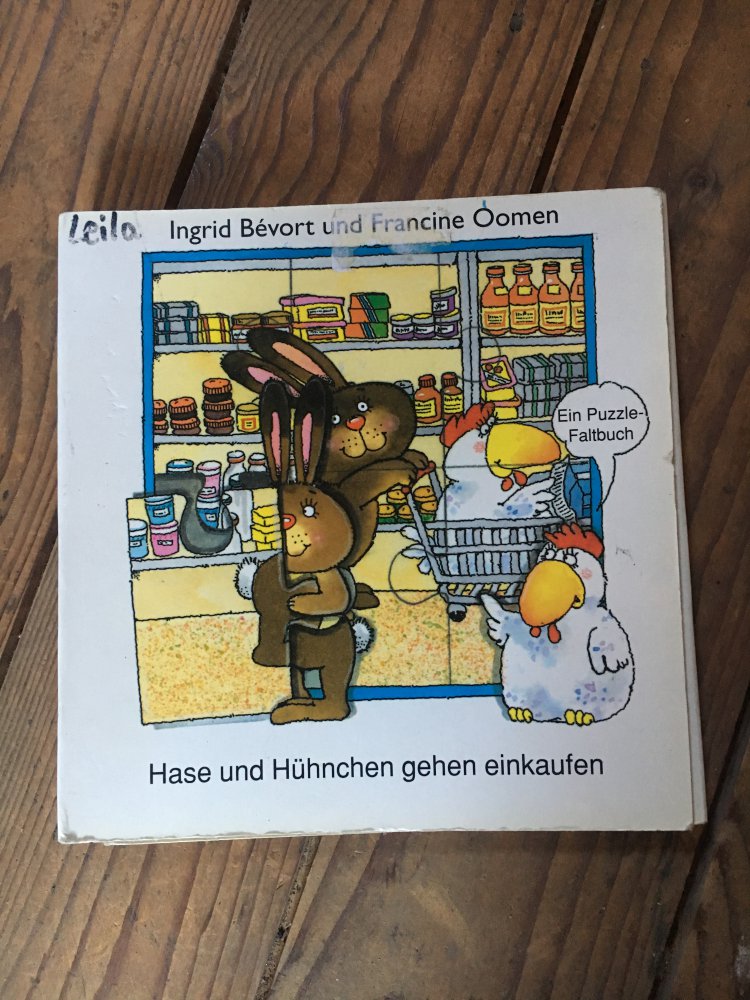 Leila
Ingrid Bévort und Francine Oomen
Ein Puzzle-
Faltbuch
Hase und Hühnchen gehen einkaufen